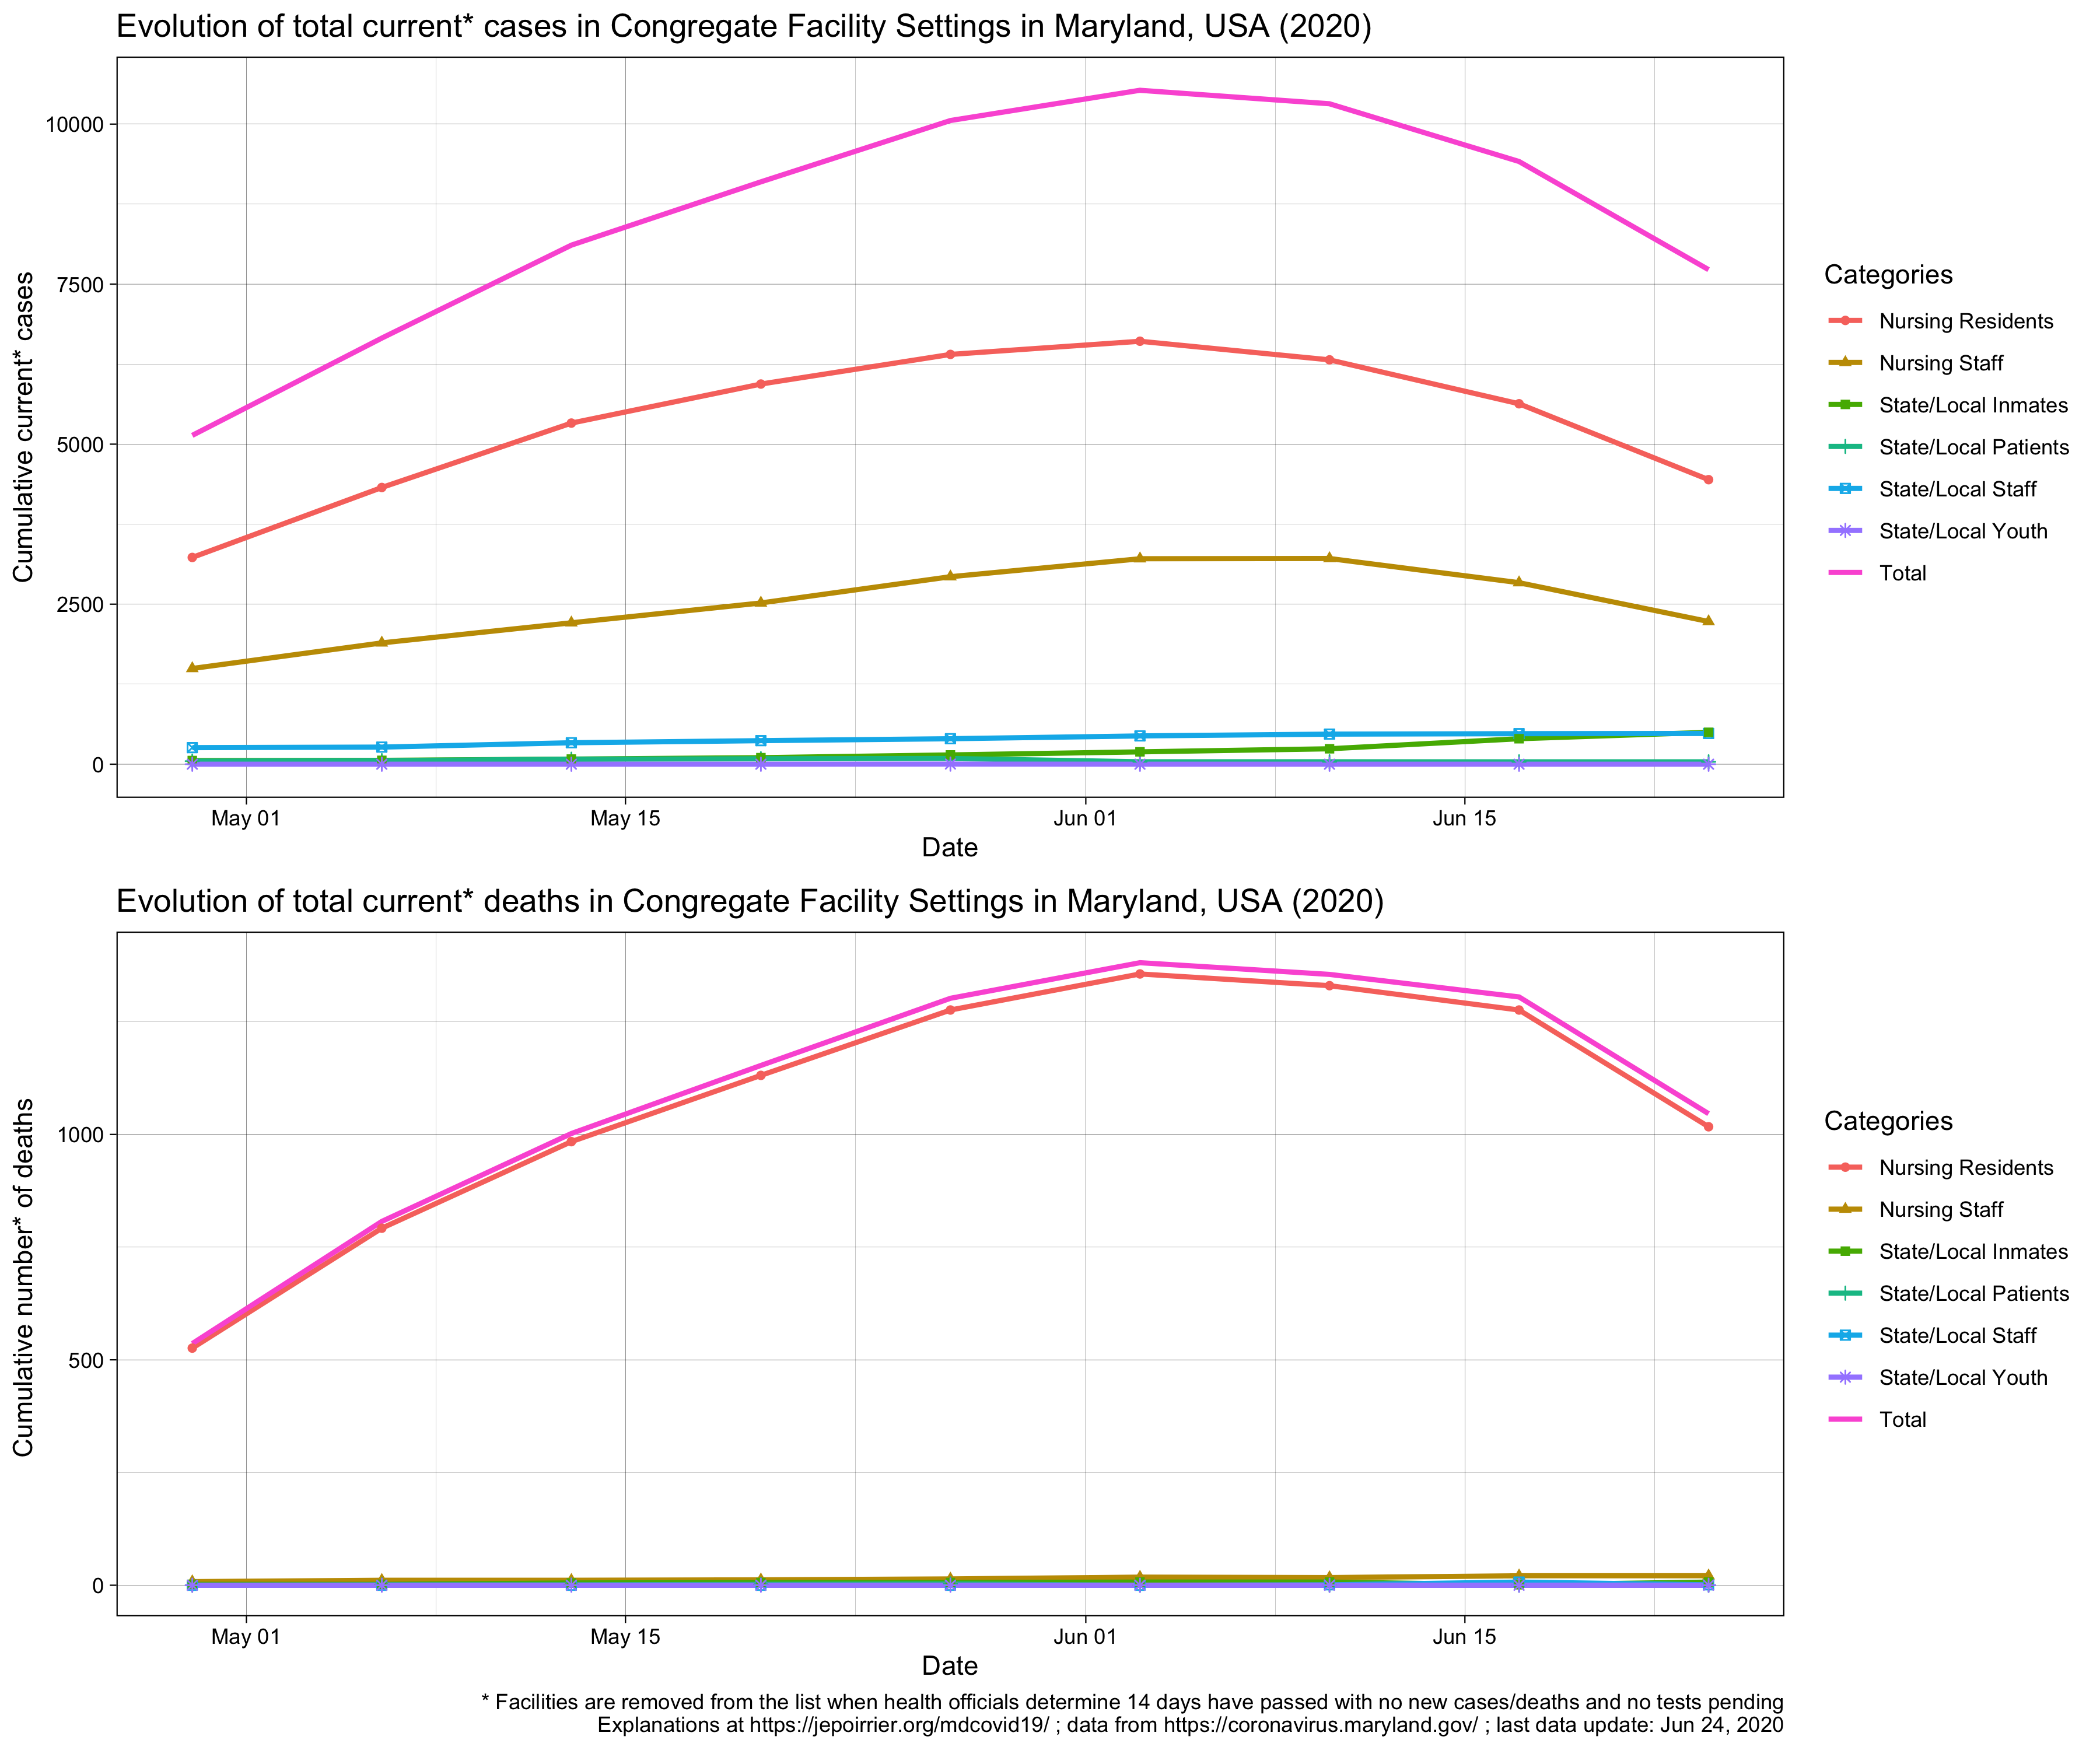 Evolution of total current* cases in Congregate Facility Settings in Maryland, USA (2020)
Cumulative current* cases
10000
7500
5000
2500
0
May 01
May 15
Jun 01
Jun 15
Date
Categories
Nursing Residents
Nursing Staff
State/Local Inmates
State/Local Patients
State/Local Staff
State/Local Youth
Total
Evolution of total current* deaths in Congregate Facility Settings in Maryland, USA (2020)
Cumulative number* of deaths
1000
500
0
May 01
May 15
Jun 01
Jun 15
Date
Categories
Nursing Residents
Nursing Staff
State/Local Inmates
State/Local Patients
State/Local Staff
State/Local Youth
Total
* Facilities are removed from the list when health officials determine 14 days have passed with no new cases/deaths and no tests pending
Explanations at https://jepoirrier.org/mdcovid19/ ; data from https://coronavirus.maryland.gov/ ; last data update: Jun 24, 2020